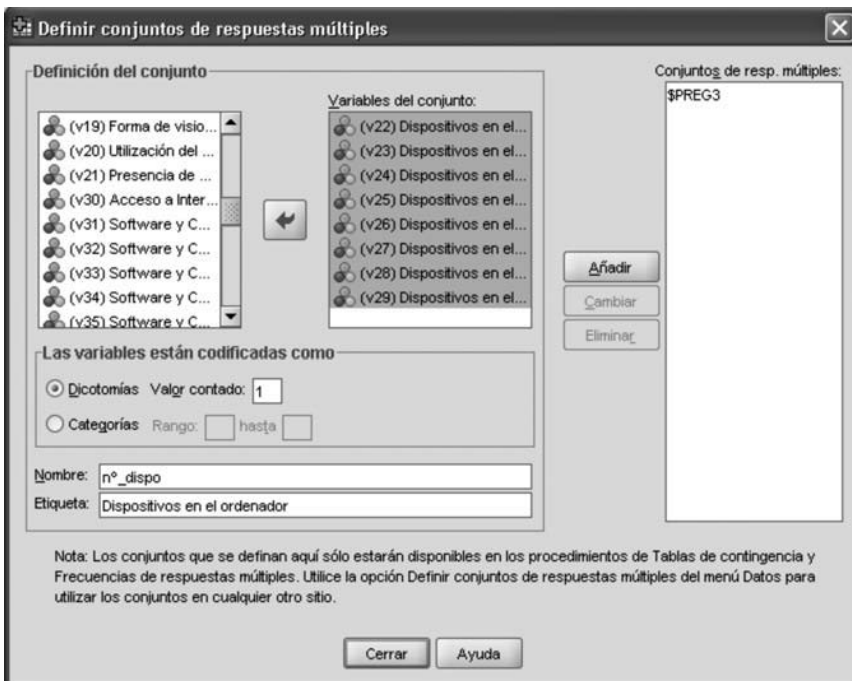 Definir conjuntos de respuestas múltiples
Definición del conjunto
(v19) Forma de visio...
(v20) Utilización del ...
(v21) Presencia de ...
(v30) Acceso a Inter...
(v31) Software y C...
(v32) Software y C...
(v33) Software y C...
(v34) Software y C...
(v35) Software y C...
Variables del conjunto:
(v22) Dispositivos en el...
(v23) Dispositivos en el...
(v24) Dispositivos en el...
(v25) Dispositivos en el...
(v26) Dispositivos en el...
(v27) Dispositivos en el...
(v28) Dispositivos en el...
(v29) Dispositivos en el...
Las variables están codificadas como
Dicotomías Valor contado: 1
Categorías Rango: hasta
Nombre: nº_dispo
Etiqueta: Dispositivos en el ordenador
Conjuntos de resp. múltiples:
$PREG3
Añadir
Cambiar
Eliminar
Nota: Los conjuntos que se definan aquí sólo estarán disponibles en los procedimientos de Tablas de contingencia y
Frecuencias de respuestas múltiples. Utilice la opción Definir conjuntos de respuestas múltiples del menú Datos para
utilizar los conjuntos en cualquier otro sitio.
Cerrar
Ayuda